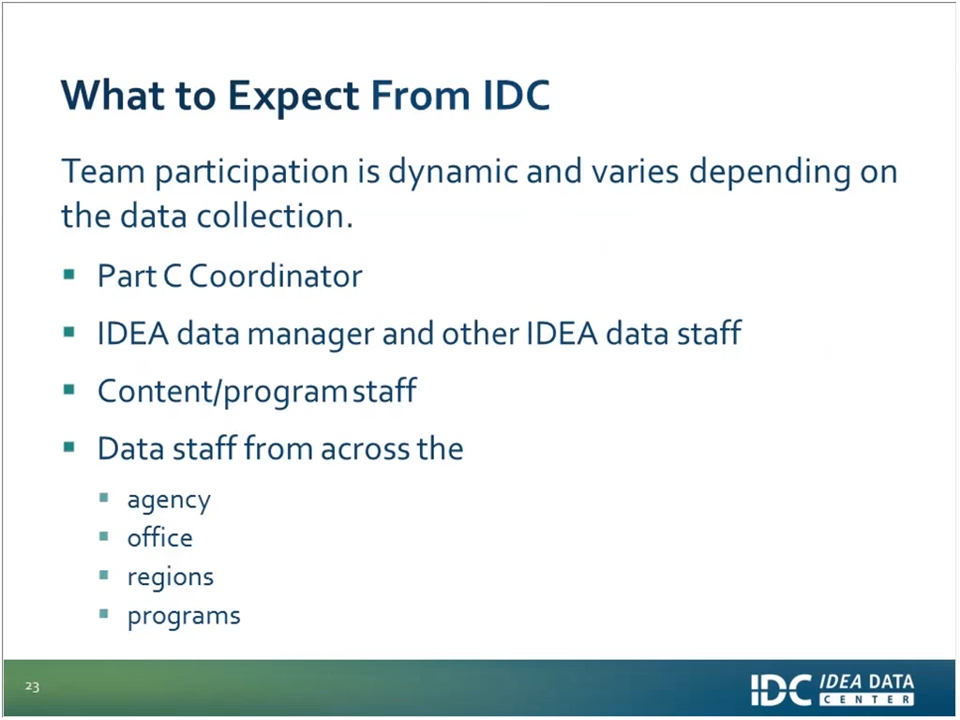 What to Expect From IDC
Team participation is dynamic and varies depending on
the data collection.
▪ Part C Coordinator
▪ IDEA data manager and other IDEA data staff
▪ Content/program staff
▪ Data staff from across the
▪ agency
▪ office
▪ regions
▪ programs
23
IDC IDEA DATA
CENTER